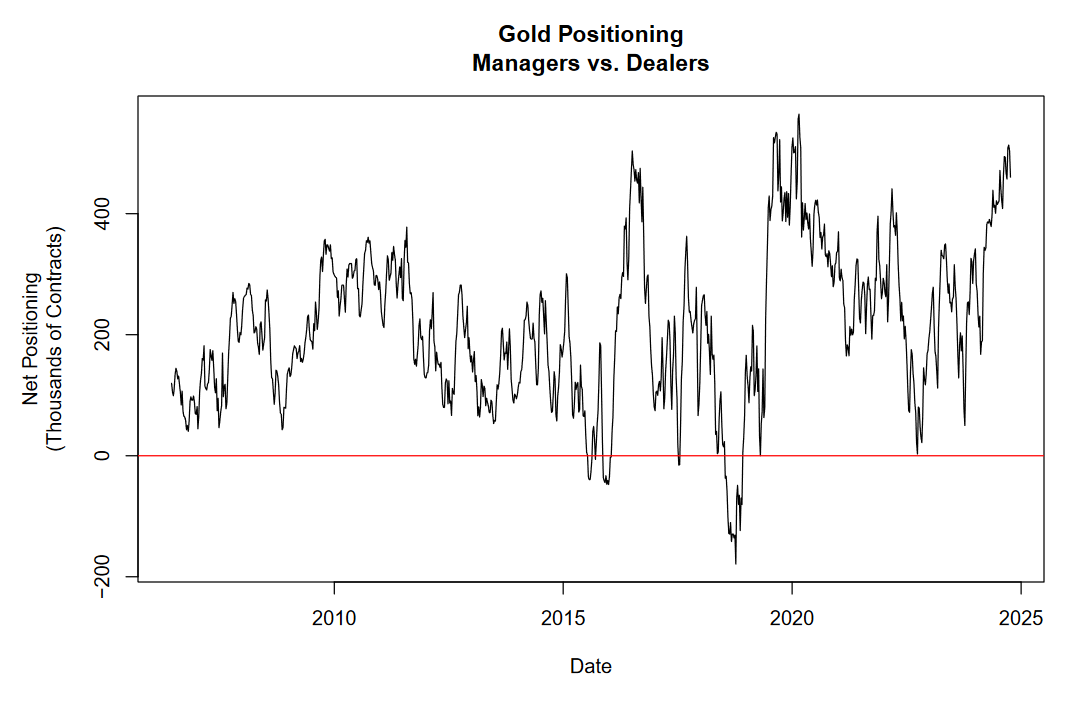 Gold Positioning
Managers vs. Dealers
Net Positioning
(Thousands of Contracts)
400
200
0
−200
2010
2015
2020
2025
Date